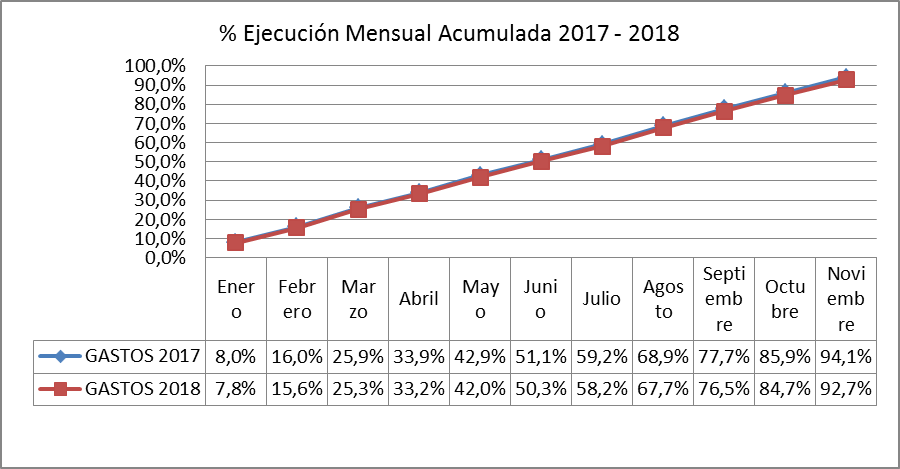 % Ejecución Mensual Acumulada 2017 - 2018
100,0%
90,0%
80,0%
70,0%
60,0%
50,0%
40,0%
30,0%
20,0%
10,0%
0,0%
Ener
o
Febr
ero
Mar
zo
Abril
May
o
Juni
o
Julio
Agos
to
Septi
embr
e
Octu
bre
Novi
embr
e
GASTOS 2017 8,0% 16,0% 25,9% 33,9% 42,9% 51,1% 59,2% 68,9% 77,7% 85,9% 94,1%
GASTOS 2018 7,8% 15,6% 25,3% 33,2% 42,0% 50,3% 58,2% 67,7% 76,5% 84,7% 92,7%